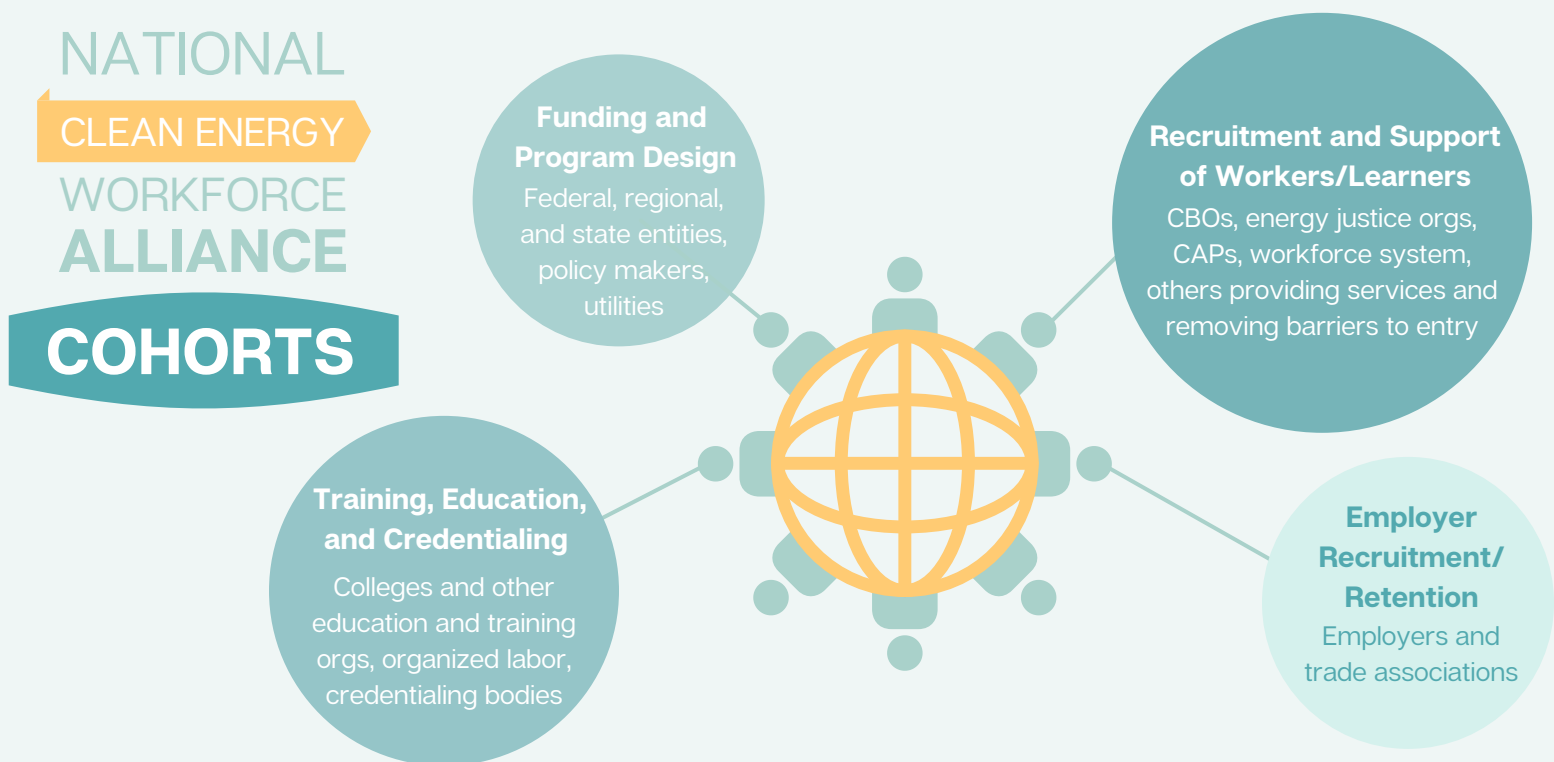 NATIONAL
CLEAN ENERGY
WORKFORCE
ALLIANCE
COHORTS
Funding and
Program Design
Federal, regional,
and state entities,
policy makers,
utilities
Recruitment and Support
of Workers/Learners
CBOs, energy justice orgs,
CAPs, workforce system,
others providing services and
removing barriers to entry
Training, Education,
and Credentialing
Colleges and other
education and training
orgs, organized labor,
credentialing bodies
Employer
Recruitment/
Retention
Employers and
trade associations